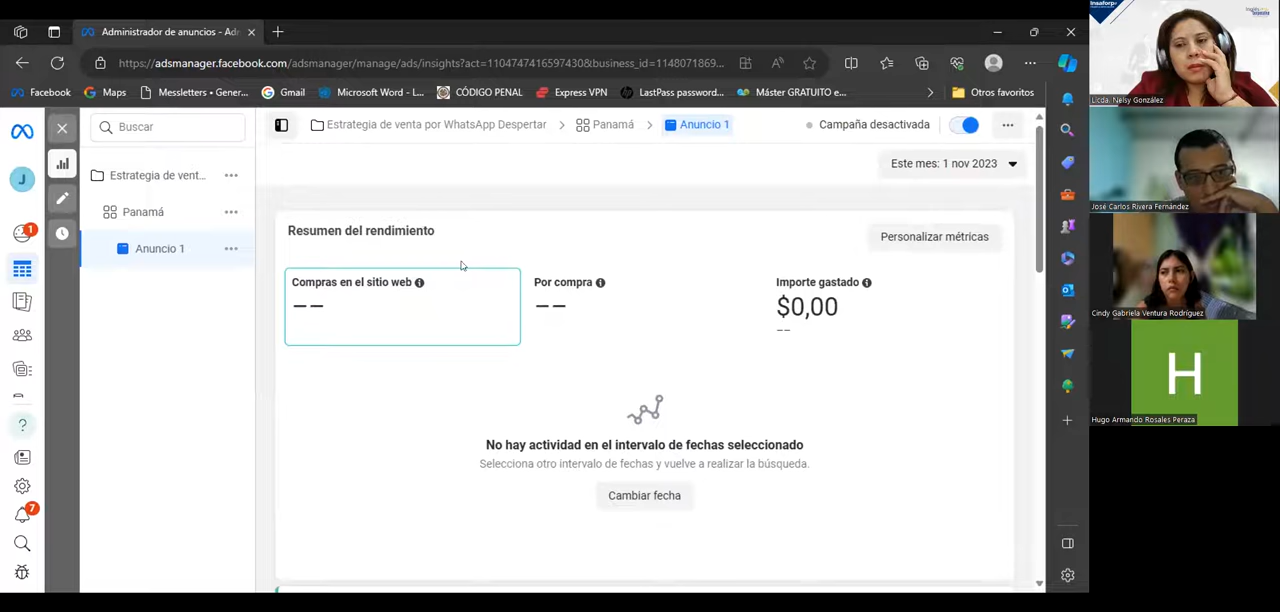 Administrador de anuncios - Adm
https://adsmanager.facebook.com/adsmanager/manage/ads/insights?act=1104747416597430&business_id=1148071869...
Facebook
Maps
Messletters • Gener...
Gmail
Microsoft Word - L...
CÓDIGO PENAL
Express VPN
LastPass password...
Máster GRATUITO e...
Otros favoritos
Buscar
Estrategia de venta por WhatsApp Despertar
Panamá
Anuncio 1
Campaña desactivada
Este mes: 1 nov 2023
J
Estrategia de vent...
Panamá
Anuncio 1
1
7
Resumen del rendimiento
Personalizar métricas
Compras en el sitio web
— —
Por compra
— —
Importe gastado
$0,00
--
No hay actividad en el intervalo de fechas seleccionado
Selecciona otro intervalo de fechas y vuelve a realizar la búsqueda.
Cambiar fecha
Insaforp
Licda. Nelsy González
José Carlos Rivera Fernández
Cindy Gabriela Ventura Rodríguez
H
Hugo Armando Rosales Peraza